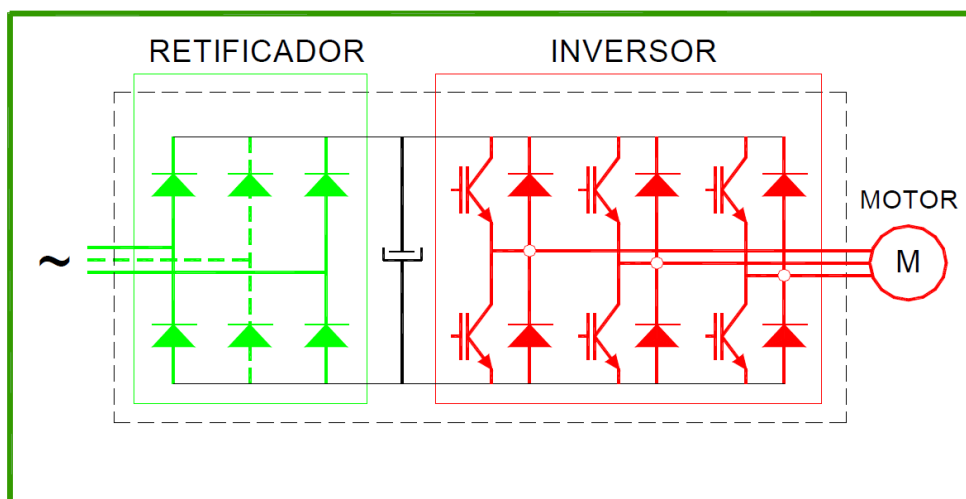 RETIFICADOR
INVERSOR
MOTOR
~
M